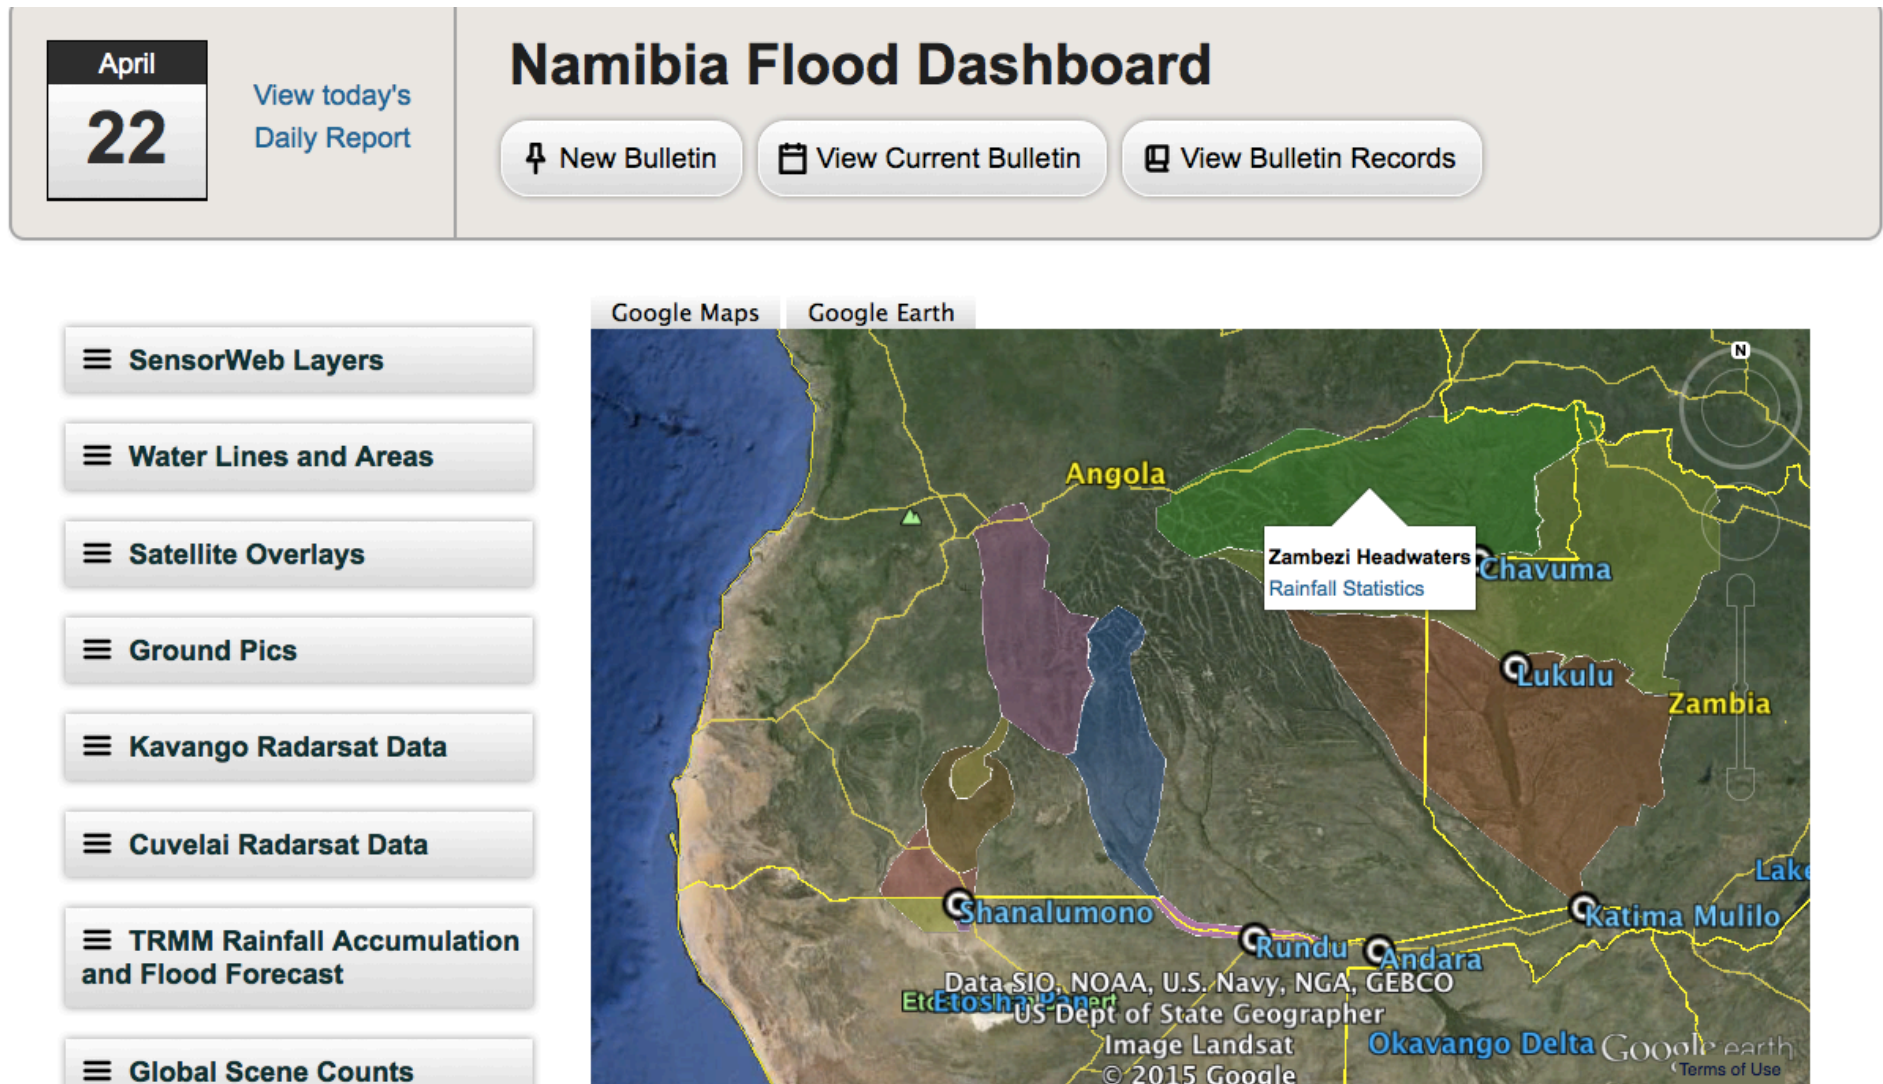 April
22
View today's
Daily Report
Namibia Flood Dashboard
New Bulletin
View Current Bulletin
View Bulletin Records
SensorWeb Layers
Water Lines and Areas
Satellite Overlays
Ground Pics
Kavango Radarsat Data
Cuvelai Radarsat Data
TRMM Rainfall Accumulation
and Flood Forecast
Global Scene Counts
Google Maps
Google Earth
N
Angola
Zambezi Headwaters
Rainfall Statistics
Chavuma
Lukulu
Zambia
Lake
Shanalumono
Katima Mulilo
Rundu
Andara
Data SIO, NOAA, U.S. Navy, NGA, GEBCO
Etosha Pan
US Dept of State Geographer
Image Landsat
Okavango Delta
Google earth
© 2015 Google
Terms of Use